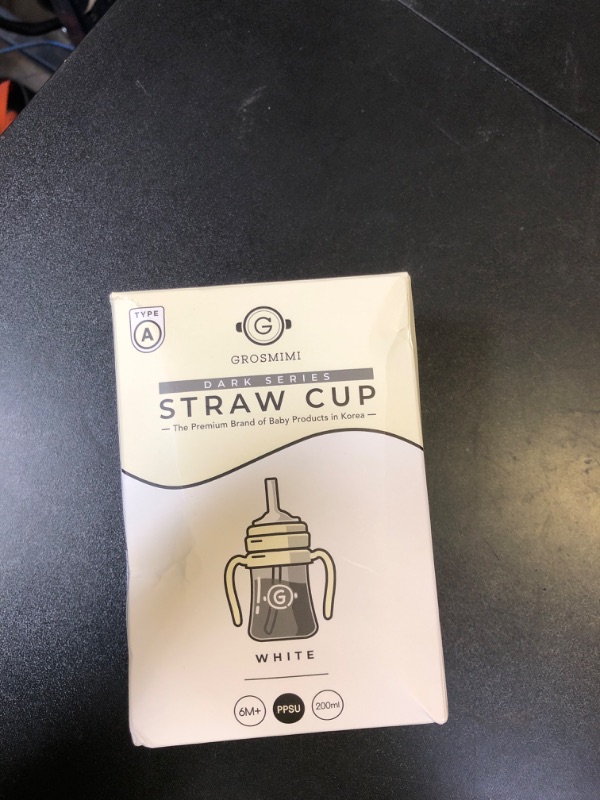 TYPE
A
G
GROSMIMI
DARK SERIES
STRAW CUP
— The Premium Brand of Baby Products in Korea —
G
WHITE
6M+ PPSU 200ml